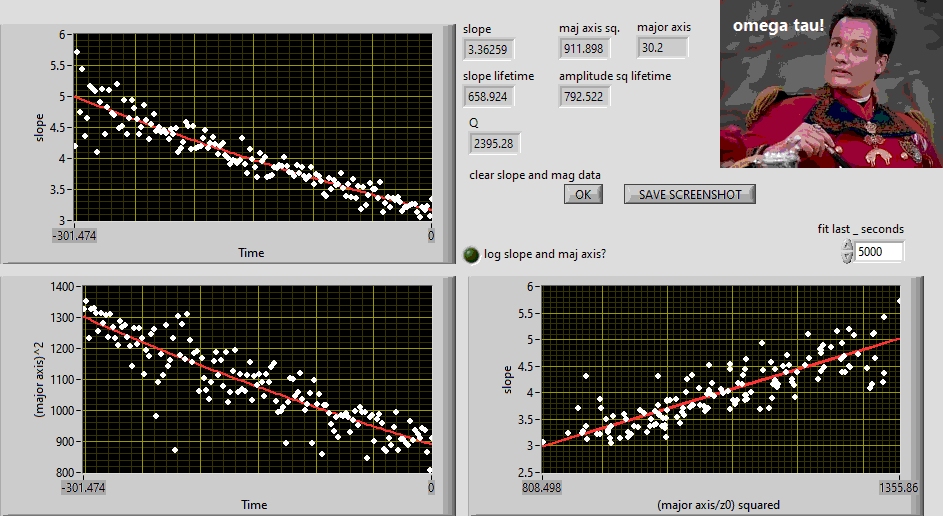 slope
maj axis sq.
major axis
3.36259
911.898
30.2
slope lifetime
amplitude sq lifetime
658.924
792.522
Q
2395.28
clear slope and mag data
OK
SAVE SCREENSHOT
omega tau!
fit last _ seconds
5000
log slope and maj axis?
6
5.5
5
4.5
4
3.5
3
slope
-301.474
0
Time
1400
1300
1200
1100
1000
900
800
(major axis)^2
-301.474
0
Time
6
5.5
5
4.5
4
3.5
3
2.5
slope
808.498
1355.86
(major axis/z0) squared